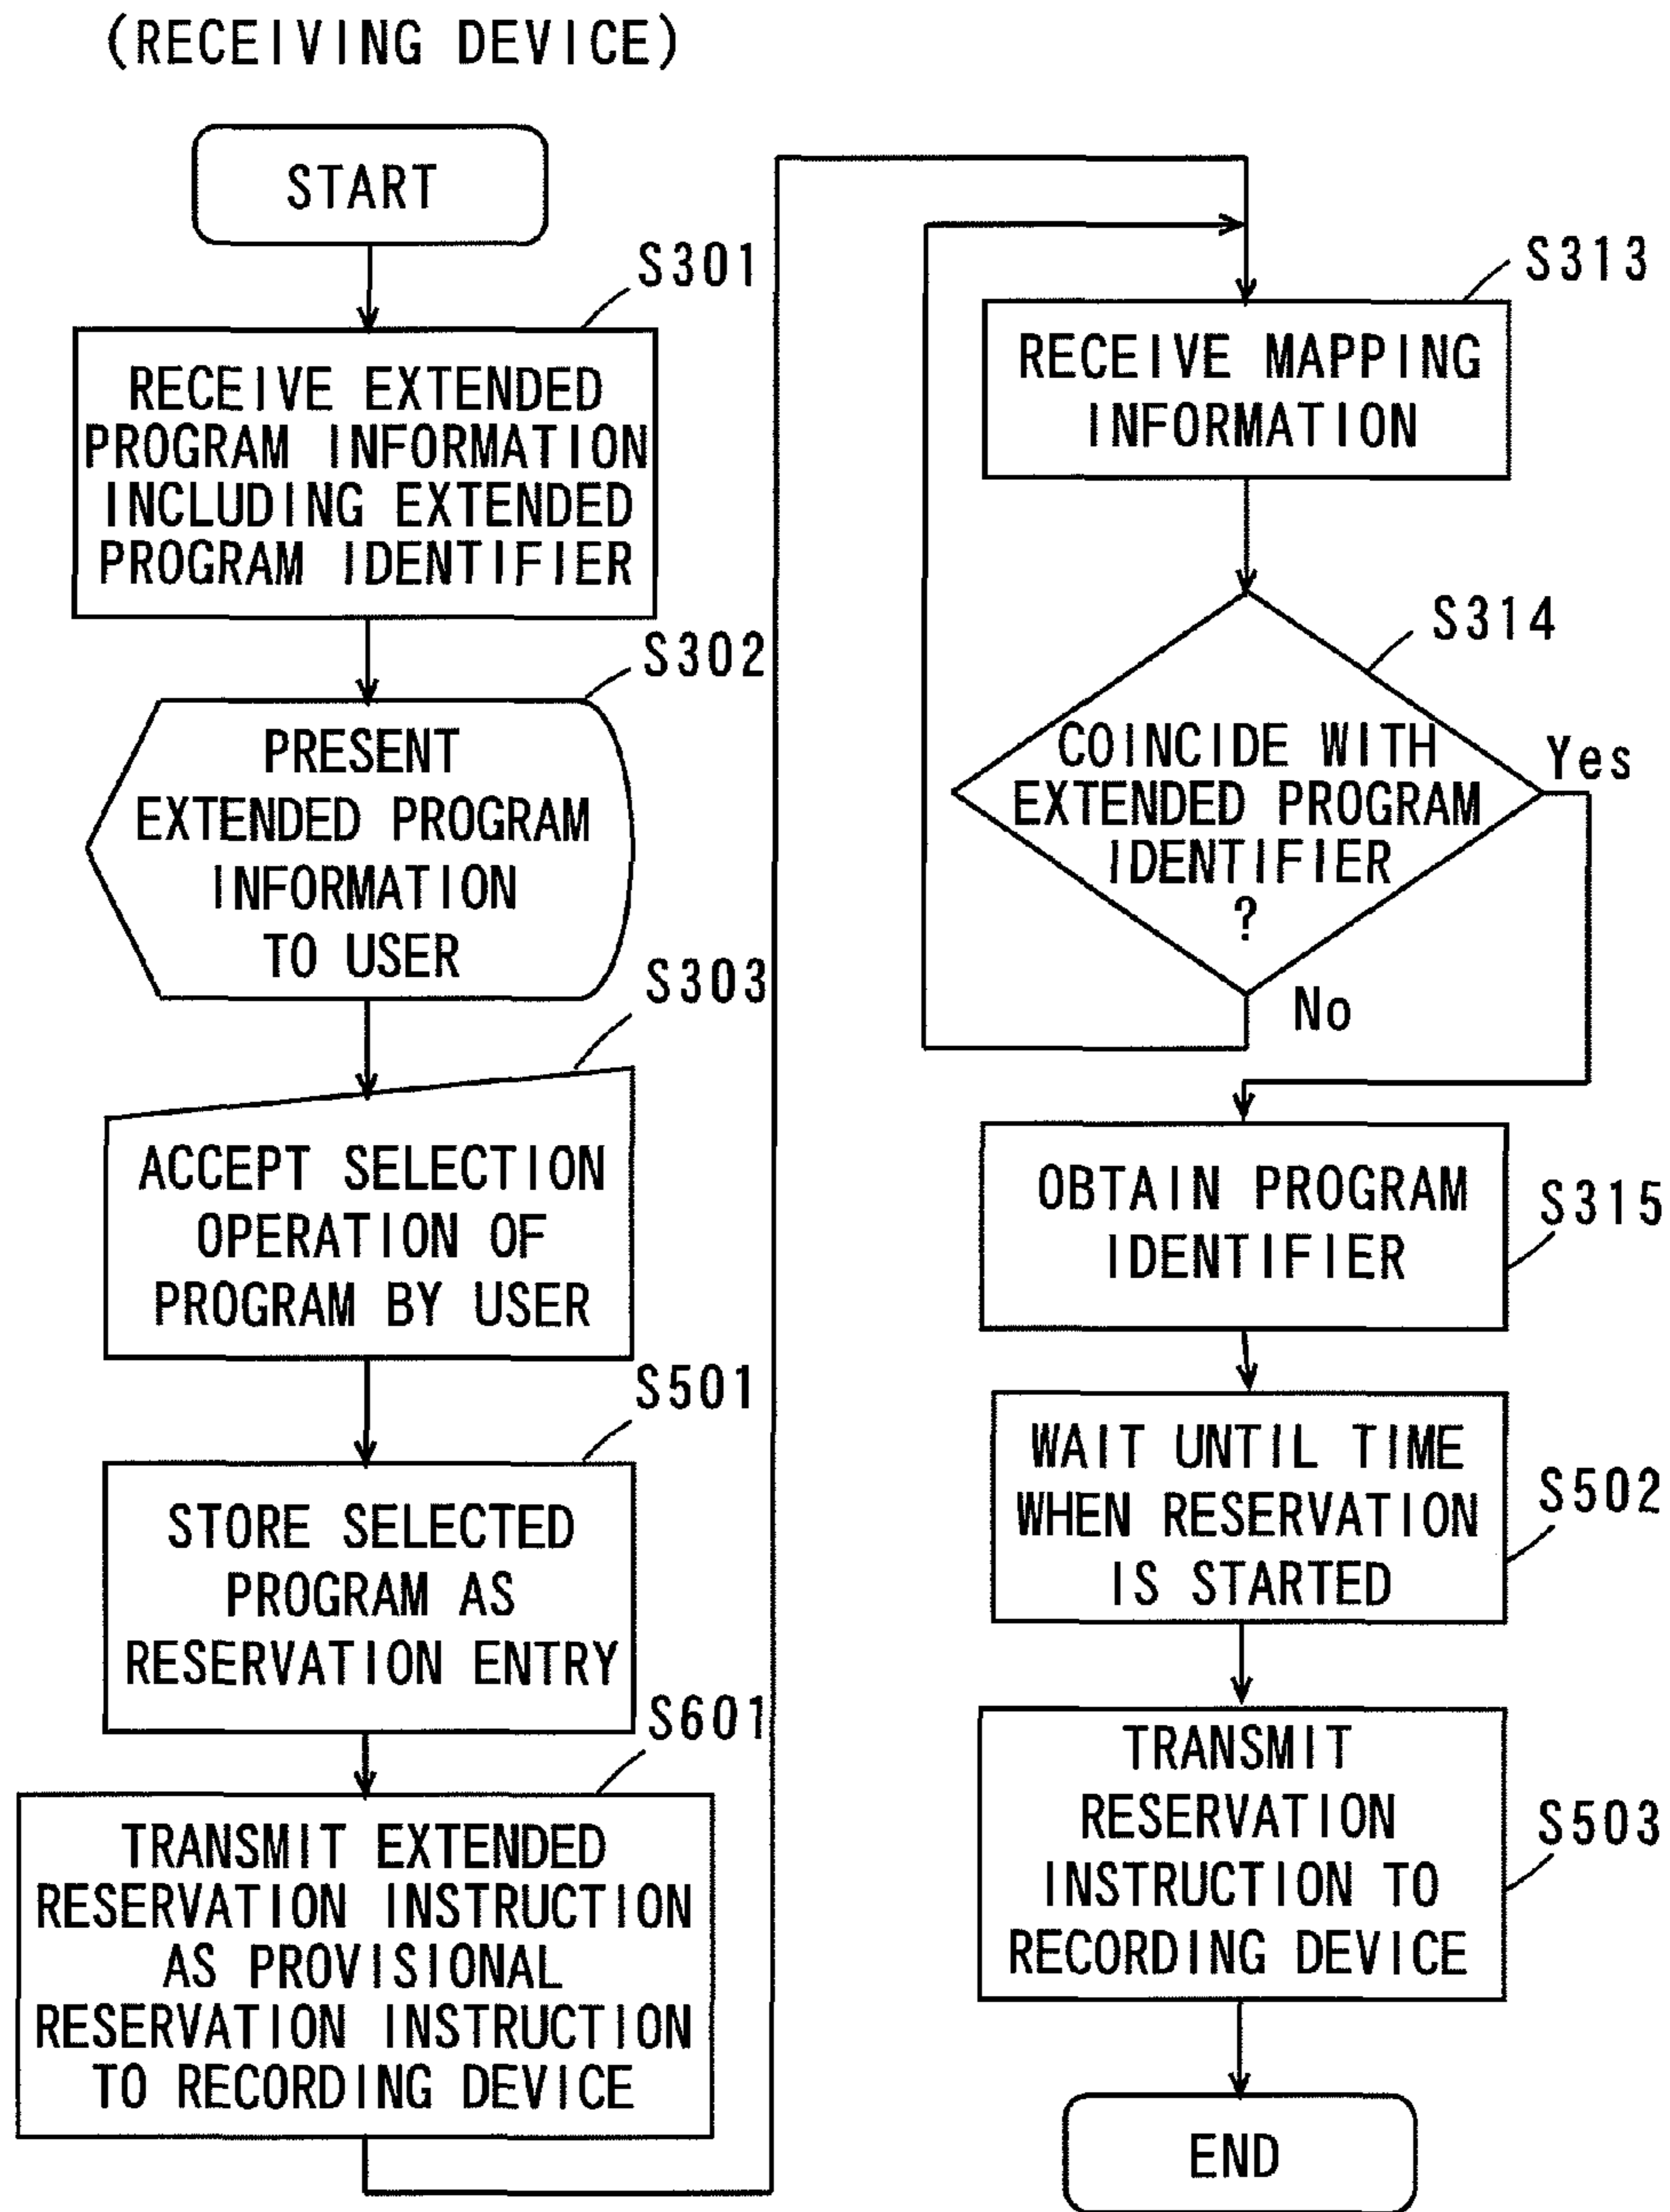 (RECEIVING DEVICE)
START
S301
RECEIVE EXTENDED
PROGRAM INFORMATION
INCLUDING EXTENDED
PROGRAM IDENTIFIER
S302
PRESENT
EXTENDED PROGRAM
INFORMATION
TO USER
S303
ACCEPT SELECTION
OPERATION OF
PROGRAM BY USER
S501
STORE SELECTED
PROGRAM AS
RESERVATION ENTRY
S601
TRANSMIT EXTENDED
RESERVATION INSTRUCTION
AS PROVISIONAL
RESERVATION INSTRUCTION
TO RECORDING DEVICE
S313
RECEIVE MAPPING
INFORMATION
S314
COINCIDE WITH
EXTENDED PROGRAM
IDENTIFIER
?
Yes
No
OBTAIN PROGRAM
IDENTIFIER
S315
WAIT UNTIL TIME
WHEN RESERVATION
IS STARTED
S502
TRANSMIT
RESERVATION
INSTRUCTION TO
RECORDING DEVICE
S503
END